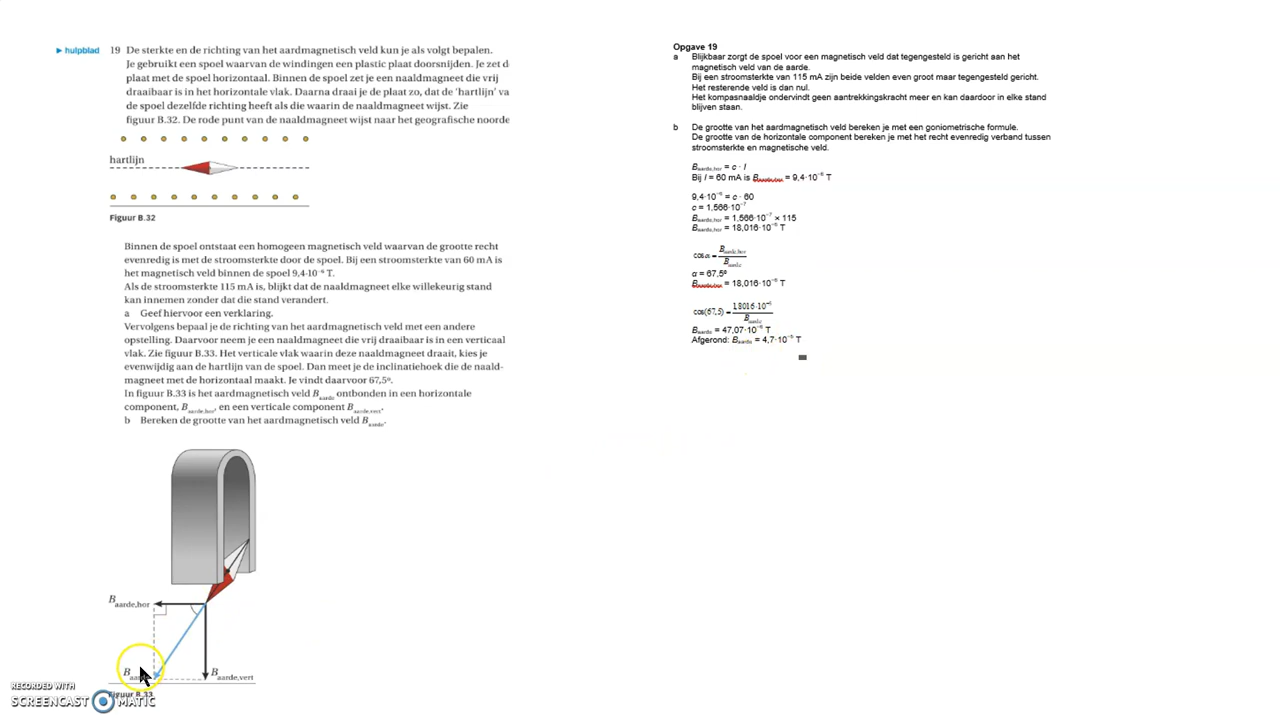 ▶ hulpblad 19 De sterkte en de richting van het aardmagnetisch veld kun je als volgt bepalen.
Je gebruikt een spoel waarvan de windingen een plastic plaat doorsnijden. Je zet d
plaat met de spoel horizontaal. Binnen de spoel zet je een naaldmagneet die vrij
draaibaar is in het horizontale vlak. Daarna draai je de plaat zo, dat de 'hartlijn' va
de spoel dezelfde richting heeft als die waarin de naaldmagneet wijst. Zie
figuur B.32. De rode punt van de naaldmagneet wijst naar het geografische noorde
hartlijn
Figuur B.32
Binnen de spoel ontstaat een homogeen magnetisch veld waarvan de grootte recht
evenredig is met de stroomsterkte door de spoel. Bij een stroomsterkte van 60 mA is
het magnetisch veld binnen de spoel 9,4·10⁻⁶ T.
Als de stroomsterkte 115 mA is, blijkt dat de naaldmagneet elke willekeurig stand
kan innemen zonder dat die stand verandert.
a Geef hiervoor een verklaring.
Vervolgens bepaal je de richting van het aardmagnetisch veld met een andere
opstelling. Daarvoor neem je een naaldmagneet die vrij draaibaar is in een verticaal
vlak. Zie figuur B.33. Het verticale vlak waarin deze naaldmagneet draait, kies je
evenwijdig aan de hartlijn van de spoel. Dan meet je de inclinatiehoek die de naald-
magneet met de horizontaal maakt. Je vindt daarvoor 67,5º.
In figuur B.33 is het aardmagnetisch veld B aarde ontbonden in een horizontale
component, B aarde,hor, en een verticale component B aarde,vert.
b Bereken de grootte van het aardmagnetisch veld B aarde.
B aarde,hor
B
B aarde,vert
Figuur B.33
RECORDED WITH
SCREENCAST MATIC
Opgave 19
a Blijkbaar zorgt de spoel voor een magnetisch veld dat tegengesteld is gericht aan het
magnetisch veld van de aarde.
Bij een stroomsterkte van 115 mA zijn beide velden even groot maar tegengesteld gericht.
Het resterende veld is dan nul.
Het kompasnaaldje ondervindt geen aantrekkingskracht meer en kan daardoor in elke stand
blijven staan.
b De grootte van het aardmagnetisch veld bereken je met een goniometrische formule.
De grootte van de horizontale component bereken je met het recht evenredig verband tussen
stroomsterkte en magnetische veld.
B aarde,hor = c · I
Bij I = 60 mA is B aarde,hor = 9,4·10⁻⁶ T
9,4·10⁻⁶ = c · 60
c = 1,566·10⁻⁷
B aarde,hor = 1,566·10⁻⁷ × 115
B aarde,hor = 18,016·10⁻⁶ T
cos α = B aarde,hor / B aarde
α = 67,5º
B aarde,hor = 18,016·10⁻⁶ T
cos(67,5) = 18016·10⁻⁶ / B aarde
B aarde = 47,07·10⁻⁶ T
Afgerond: B aarde = 4,7·10⁻⁵ T